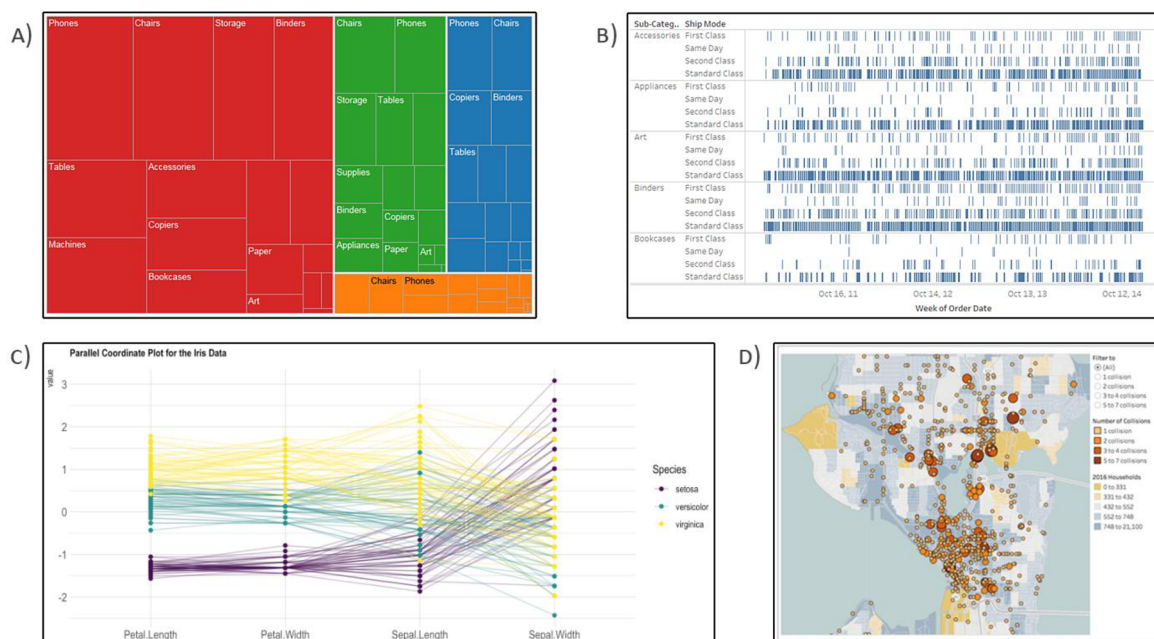 A)
Phones Chairs Storage Binders
Tables Accessories
Copiers
Machines
Bookcases
Paper
Art
Chairs Phones
Storage Tables
Supplies
Binders
Copiers
Appliances Paper Art
Phones Chairs
Copiers Binders
Tables
Chairs Phones
B)
Sub-Categ.. Ship Mode
Accessories First Class
Same Day
Second Class
Standard Class
Appliances First Class
Same Day
Second Class
Standard Class
Art First Class
Same Day
Second Class
Standard Class
Binders First Class
Same Day
Second Class
Standard Class
Bookcases First Class
Same Day
Second Class
Standard Class
Oct 16, 11 Oct 14, 12 Oct 13, 13 Oct 12, 14
Week of Order Date
C)
Parallel Coordinate Plot for the Iris Data
value
3
2
1
0
-1
-2
Petal.Length Petal.Width Sepal.Length Sepal.Width
Species
setosa
versicolor
virginica
D)
Filter to
(All)
1 collision
2 collisions
3 to 4 collisions
5 to 7 collisions
Number of Collisions
1 collision
2 collisions
3 to 4 collisions
5 to 7 collisions
2016 Households
0 to 331
331 to 432
432 to 552
552 to 748
748 to 21,100